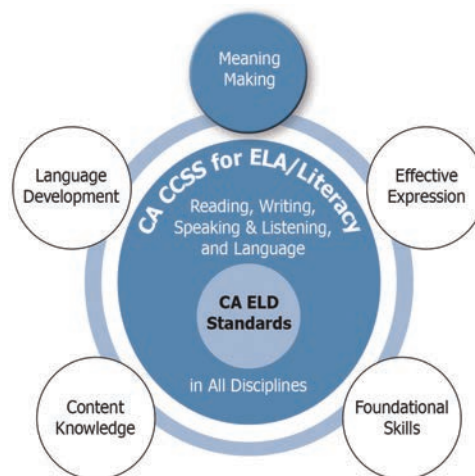 Meaning
Making
Language
Development
Effective
Expression
CA CCSS for ELA/Literacy
Reading, Writing,
Speaking & Listening,
and Language
CA ELD
Standards
in All Disciplines
Content
Knowledge
Foundational
Skills